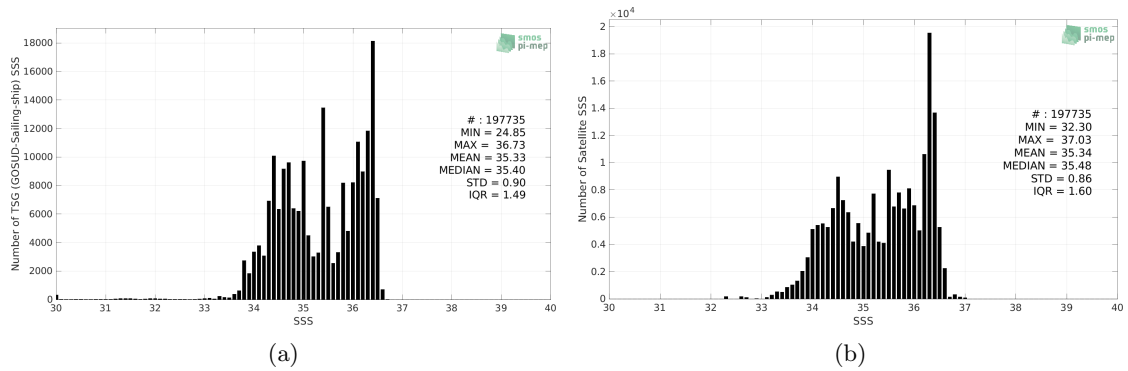 Number of TSG (GOSUD-Sailing-ship) SSS
18000
16000
14000
12000
10000
8000
6000
4000
2000
0
30 31 32 33 34 35 36 37 38 39 40
SSS
smos
pi-mep
# : 197735
MIN = 24.85
MAX = 36.73
MEAN = 35.33
MEDIAN = 35.40
STD = 0.90
IQR = 1.49
(a)
×10⁴
Number of Satellite SSS
2
1.8
1.6
1.4
1.2
1
0.8
0.6
0.4
0.2
0
30 31 32 33 34 35 36 37 38 39 40
SSS
smos
pi-mep
# : 197735
MIN = 32.30
MAX = 37.03
MEAN = 35.34
MEDIAN = 35.48
STD = 0.86
IQR = 1.60
(b)